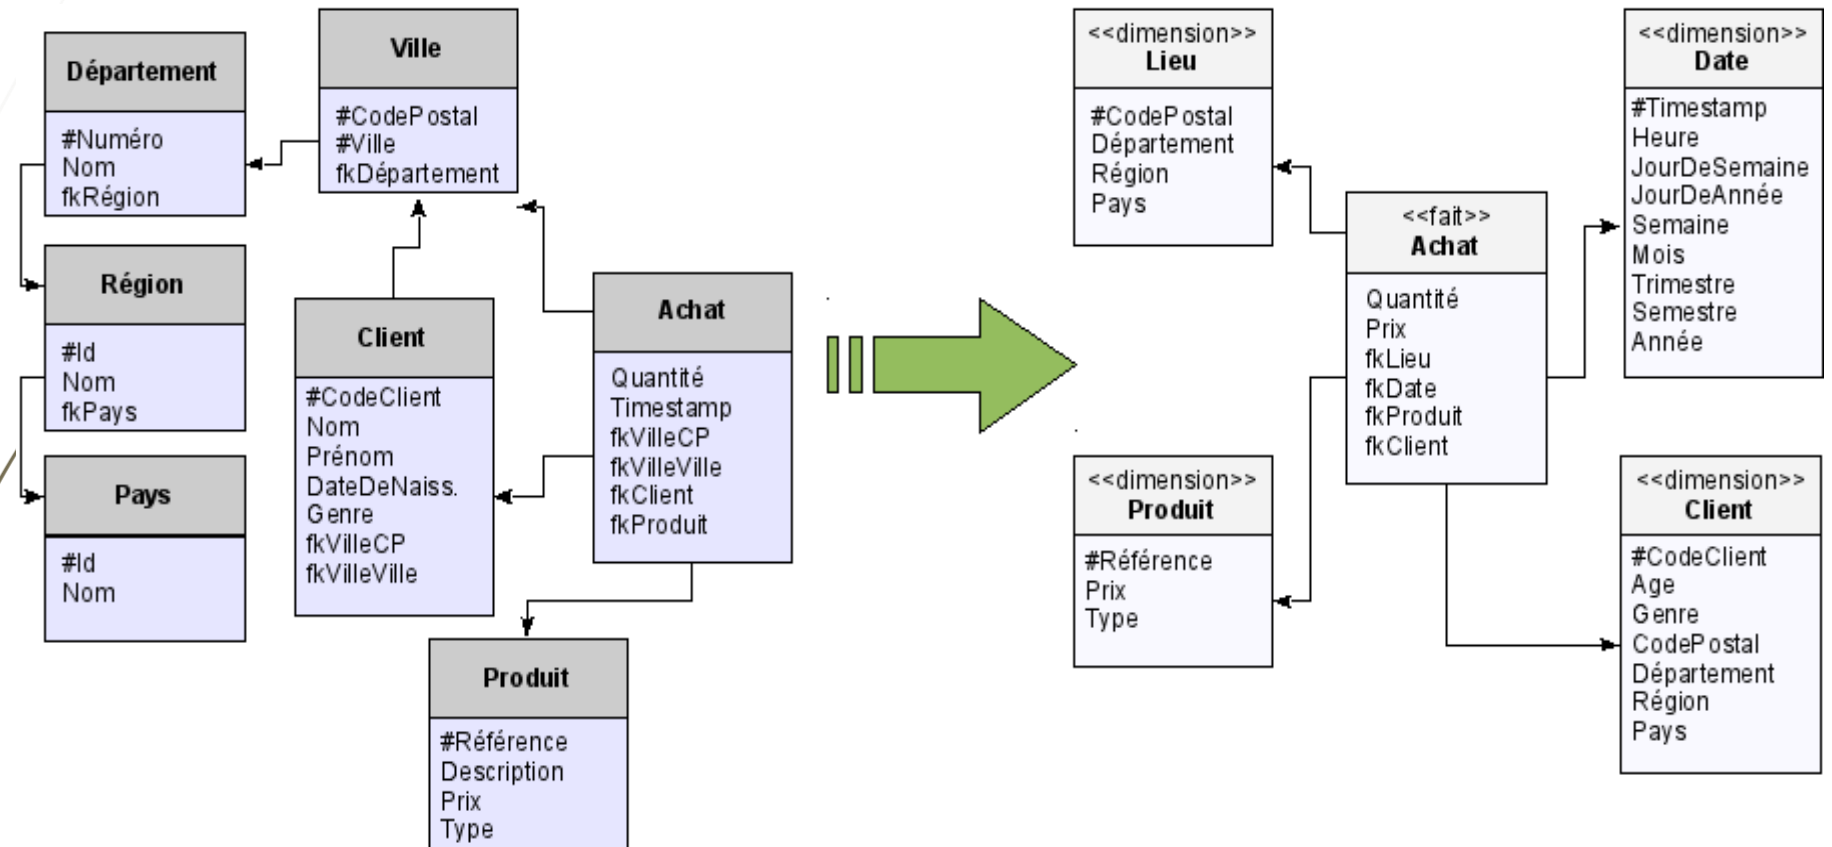 Département
#Numéro
Nom
fkRégion
Ville
#CodePostal
#Ville
fkDépartement
Région
#Id
Nom
fkPays
Pays
#Id
Nom
Client
#CodeClient
Nom
Prénom
DateDeNaiss.
Genre
fkVilleCP
fkVilleVille
Achat
Quantité
Timestamp
fkVilleCP
fkVilleVille
fkClient
fkProduit
Produit
#Référence
Description
Prix
Type
<<dimension>>
Lieu
#CodePostal
Département
Région
Pays
<<dimension>>
Date
#Timestamp
Heure
JourDeSemaine
JourDeAnnée
Semaine
Mois
Trimestre
Semestre
Année
<<fait>>
Achat
Quantité
Prix
fkLieu
fkDate
fkProduit
fkClient
<<dimension>>
Produit
#Référence
Prix
Type
<<dimension>>
Client
#CodeClient
Age
Genre
CodePostal
Département
Région
Pays